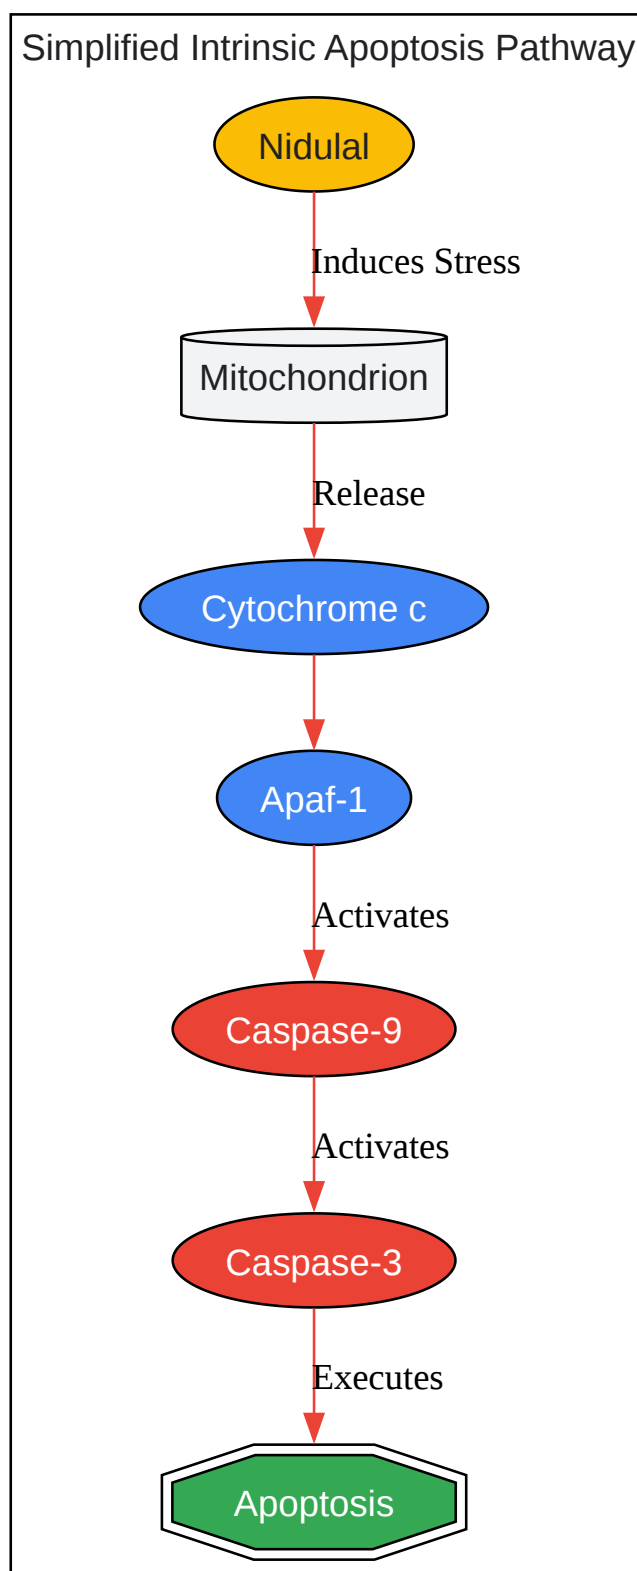 Simplified Intrinsic Apoptosis Pathway
Nidulal
Induces Stress
Mitochondrion
Release
Cytochrome c
Apaf-1
Activates
Caspase-9
Activates
Caspase-3
Executes
Apoptosis